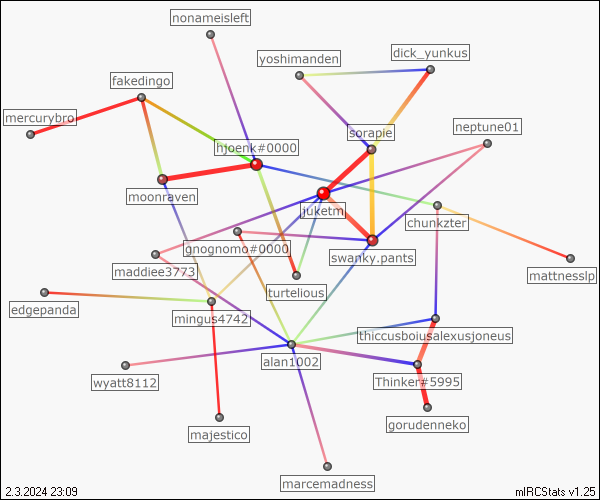 nonameisleft
yoshimanden
dick_yunkus
fakedingo
mercurybro
neptune01
sorapie
hjoenk#0000
moonraven
juketm
chunkzter
gnognomo#0000
swanky.pants
maddiee3773
mattnesslp
turtelious
edgepanda
mingus4742
thiccusboiusalexusjoneus
alan1002
wyatt8112
Thinker#5995
gorudenneko
majestico
marcemadness
2.3.2024 23:09
mIRCStats v1.25